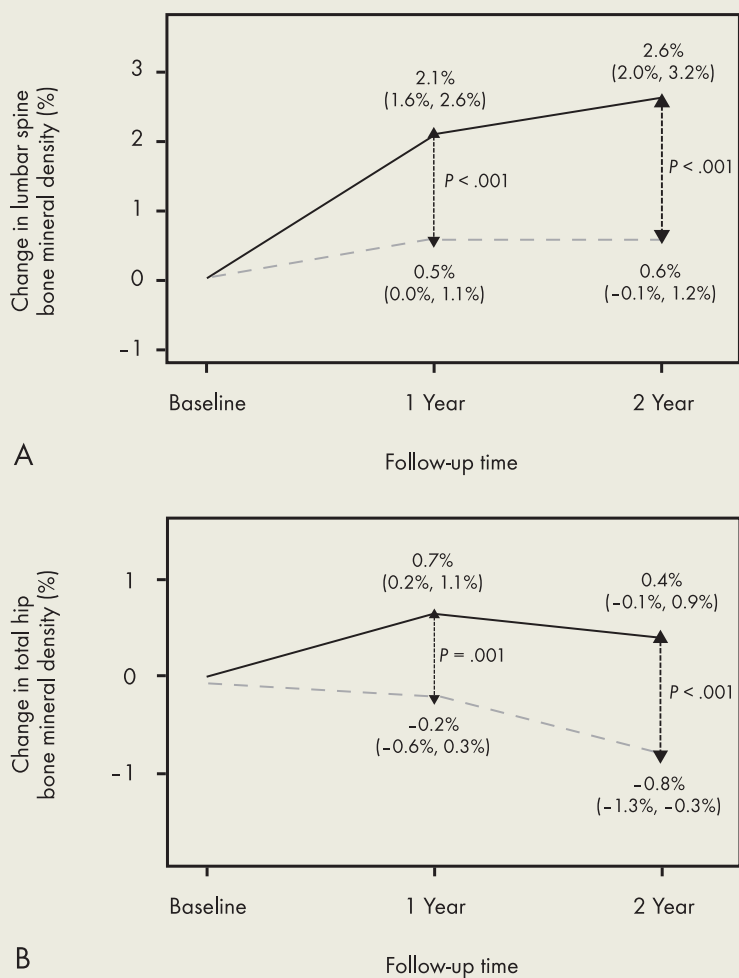 Change in lumbar spine
bone mineral density (%)
3
2
1
0
−1
2.1%
(1.6%, 2.6%)
2.6%
(2.0%, 3.2%)
P < .001
P < .001
0.5%
(0.0%, 1.1%)
0.6%
(−0.1%, 1.2%)
Baseline
1 Year
2 Year
A
Follow-up time
Change in total hip
bone mineral density (%)
1
0
−1
0.7%
(0.2%, 1.1%)
0.4%
(−0.1%, 0.9%)
P = .001
P < .001
−0.2%
(−0.6%, 0.3%)
−0.8%
(−1.3%, −0.3%)
Baseline
1 Year
2 Year
B
Follow-up time